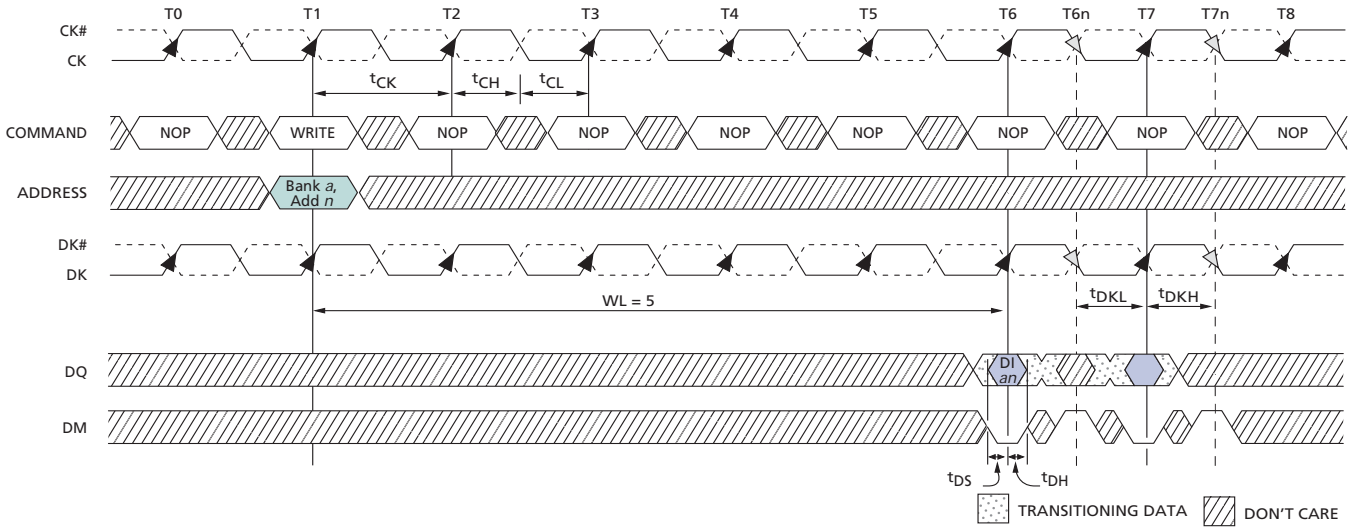 T0 T1 T2 T3 T4 T5 T6 T6n T7 T7n T8
CK#
CK
tCK tCH tCL
COMMAND NOP WRITE NOP NOP NOP NOP WRITE NOP NOP
ADDRESS Bank a,
Add n
DK#
DK
WL = 5 tDKL tDKH
DQ DI
an
DM
tDS tDH
TRANSITIONING DATA DON'T CARE